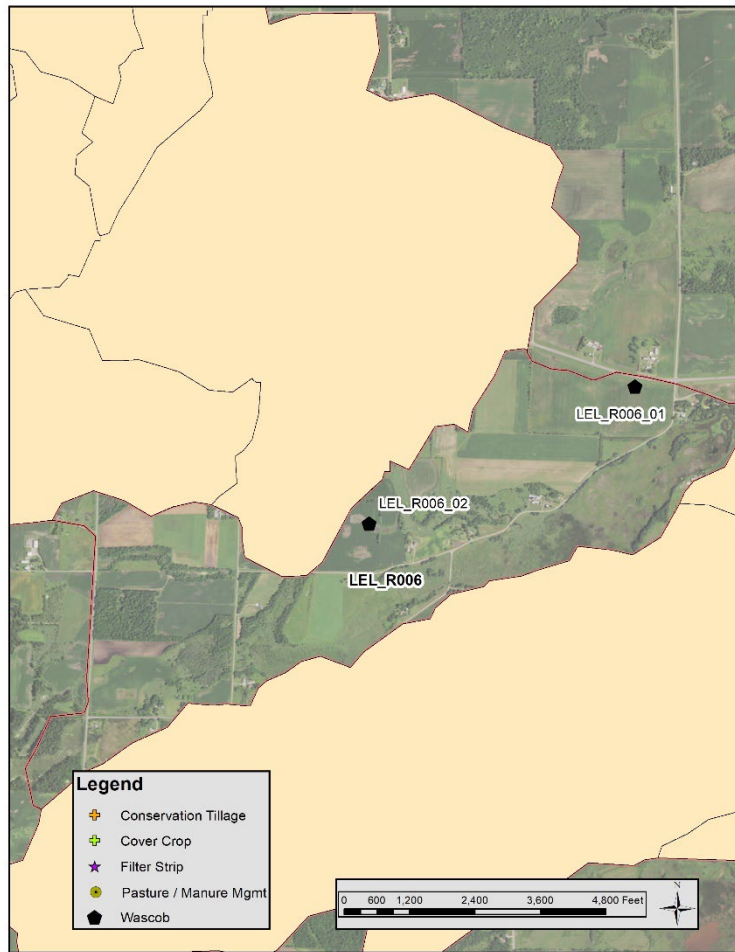 LEL_R006_01
LEL_R006_02
LEL_R006
Legend
Conservation Tillage
Cover Crop
Filter Strip
Pasture / Manure Mgmt
Wascob
0 600 1,200 2,400 3,600 4,800 Feet
N